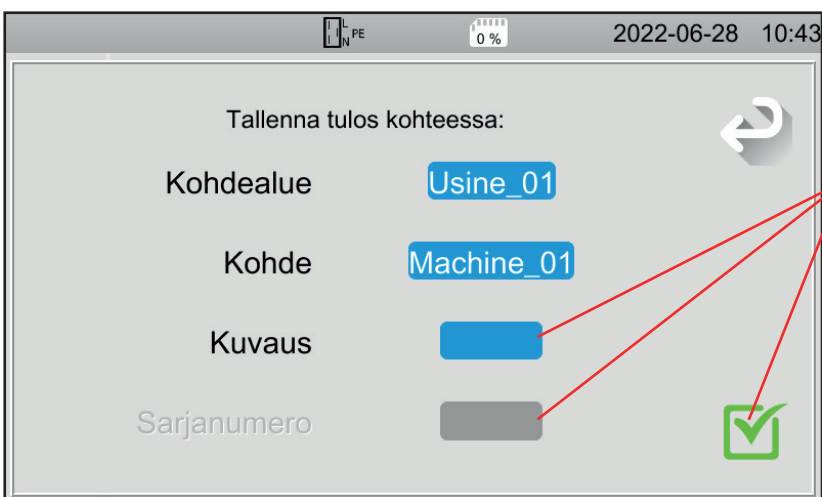 L
N PE
0 %
2022-06-28 10:43
Tallenna tulos kohteessa:
Kohdealue Usine_01
Kohde Machine_01
Kuvaus
Sarjanumero